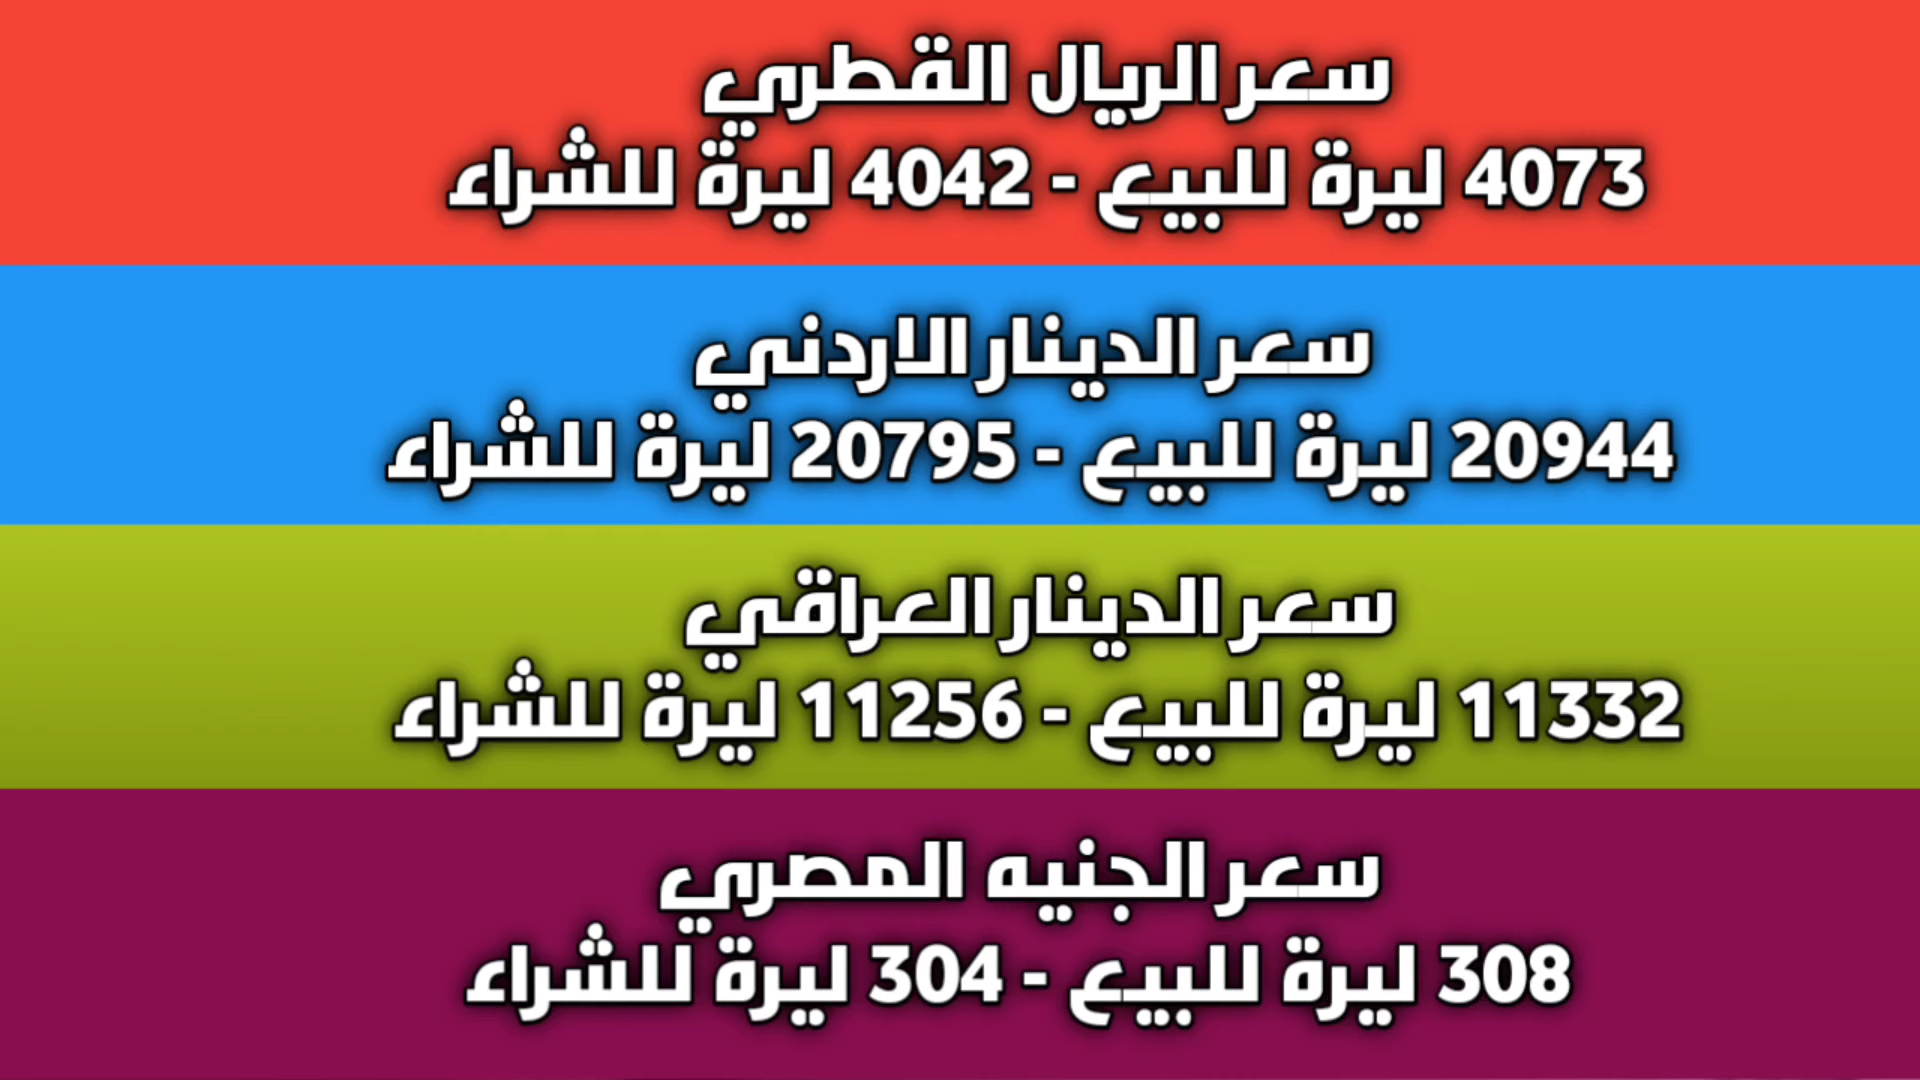 سعر الريال القطري
4073 ليرة للبيع - 4042 ليرة للشراء
سعر الدينار الاردني
20944 ليرة للبيع - 20795 ليرة للشراء
سعر الدينار العراقي
11332 ليرة للبيع - 11256 ليرة للشراء
سعر الجنيه المصري
308 ليرة للبيع - 304 ليرة للشراء